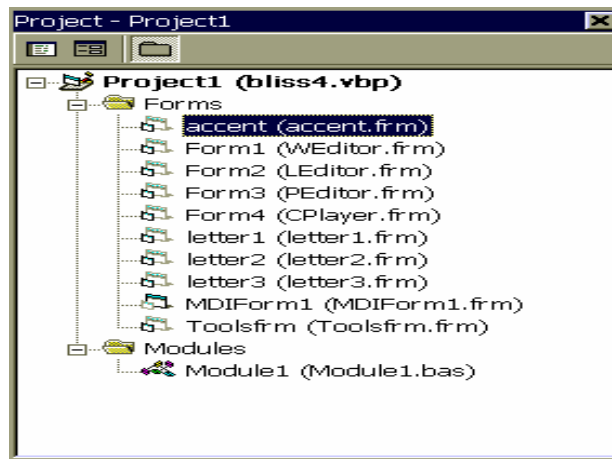 Project - Project1
Project1 (bliss4.vbp)
Forms
accent (accent.frm)
Form1 (WEditor.frm)
Form2 (LEditor.frm)
Form3 (PEditor.frm)
Form4 (CPlayer.frm)
letter1 (letter1.frm)
letter2 (letter2.frm)
letter3 (letter3.frm)
MDIForm1 (MDIForm1.frm)
Toolsfrm (Toolsfrm.frm)
Modules
Module1 (Module1.bas)